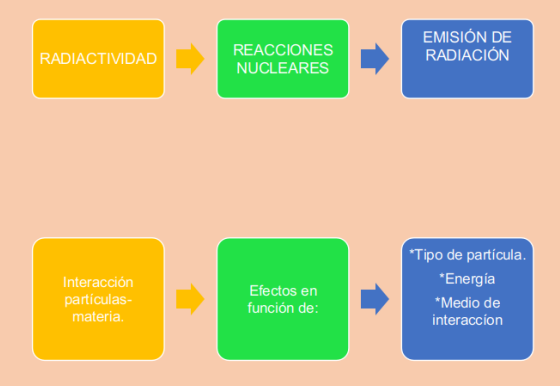 RADIACTIVIDAD
REACCIONES
NUCLEARES
EMISIÓN DE
RADIACIÓN
Interacción
partículas-
materia.
Efectos en
función de:
*Tipo de partícula.
*Energía
*Medio de
interaccíon